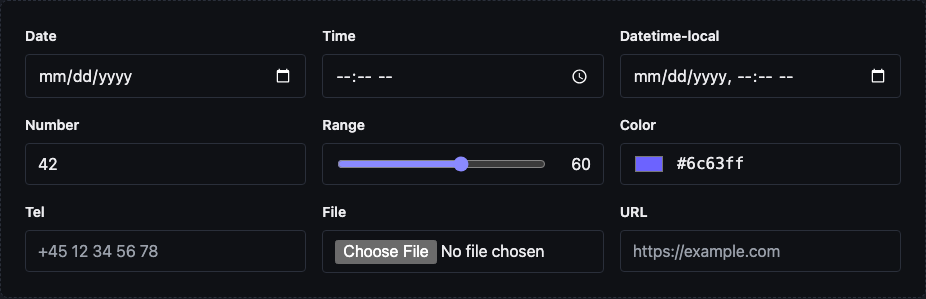 Date Time Datetime-local
mm/dd/yyyy --:-- -- mm/dd/yyyy, --:-- --
Number Range Color
42 60 #6c63ff
Tel File URL
+45 12 34 56 78 Choose File No file chosen https://example.com